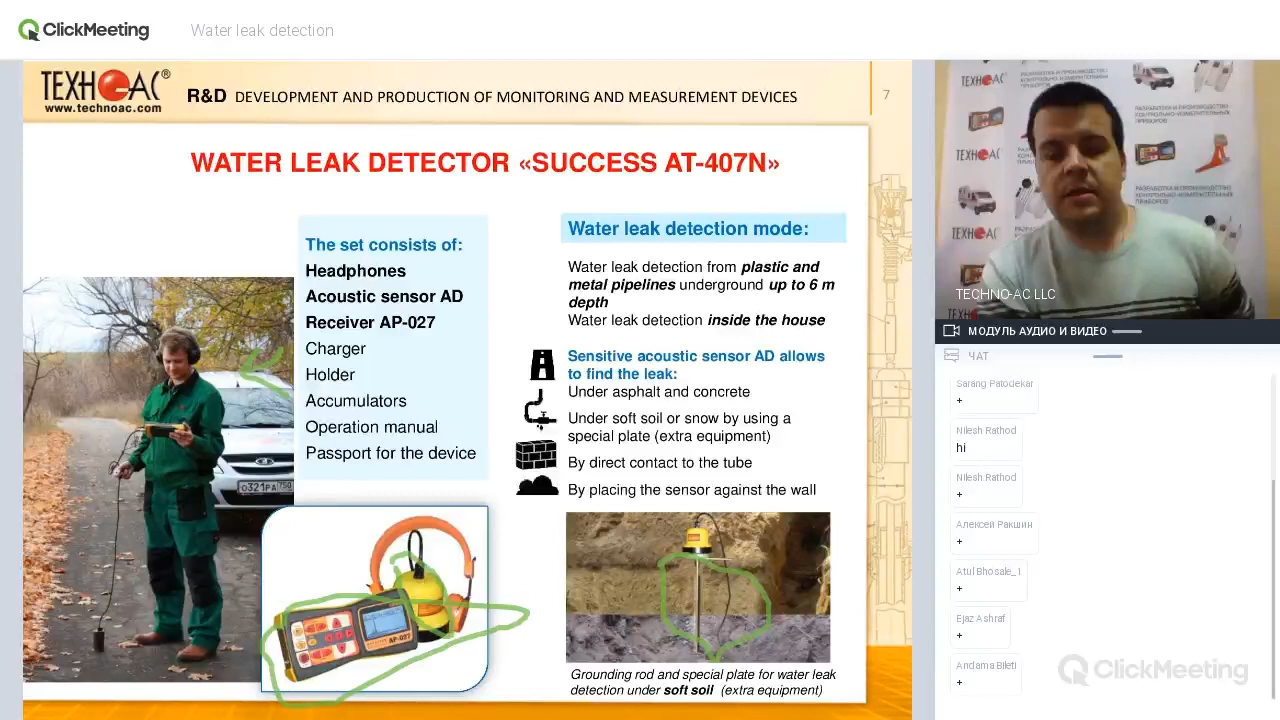 ClickMeeting
Water leak detection
ТЕХНОАС®
www.technoac.com
R&D DEVELOPMENT AND PRODUCTION OF MONITORING AND MEASUREMENT DEVICES
7
WATER LEAK DETECTOR «SUCCESS AT-407N»
The set consists of:
Headphones
Acoustic sensor AD
Receiver AP-027
Charger
Holder
Accumulators
Operation manual
Passport for the device
о321ра 750
АР-027
Water leak detection mode:
Water leak detection from plastic and
metal pipelines underground up to 6 m
depth
Water leak detection inside the house
Sensitive acoustic sensor AD allows
to find the leak:
Under asphalt and concrete
Under soft soil or snow by using a
special plate (extra equipment)
By direct contact to the tube
By placing the sensor against the wall
Grounding rod and special plate for water leak
detection under soft soil (extra equipment)
TECHNO-AC LLC
МОДУЛЬ АУДИО И ВИДЕО
ЧАТ
Sarang Patodekar
+
Nilesh Rathod
hi
Nilesh Rathod
+
Алексей Ракшин
+
Atul Bhosale_1
+
Ejaz Ashraf
+
Andama Bileti
+
ClickMeeting